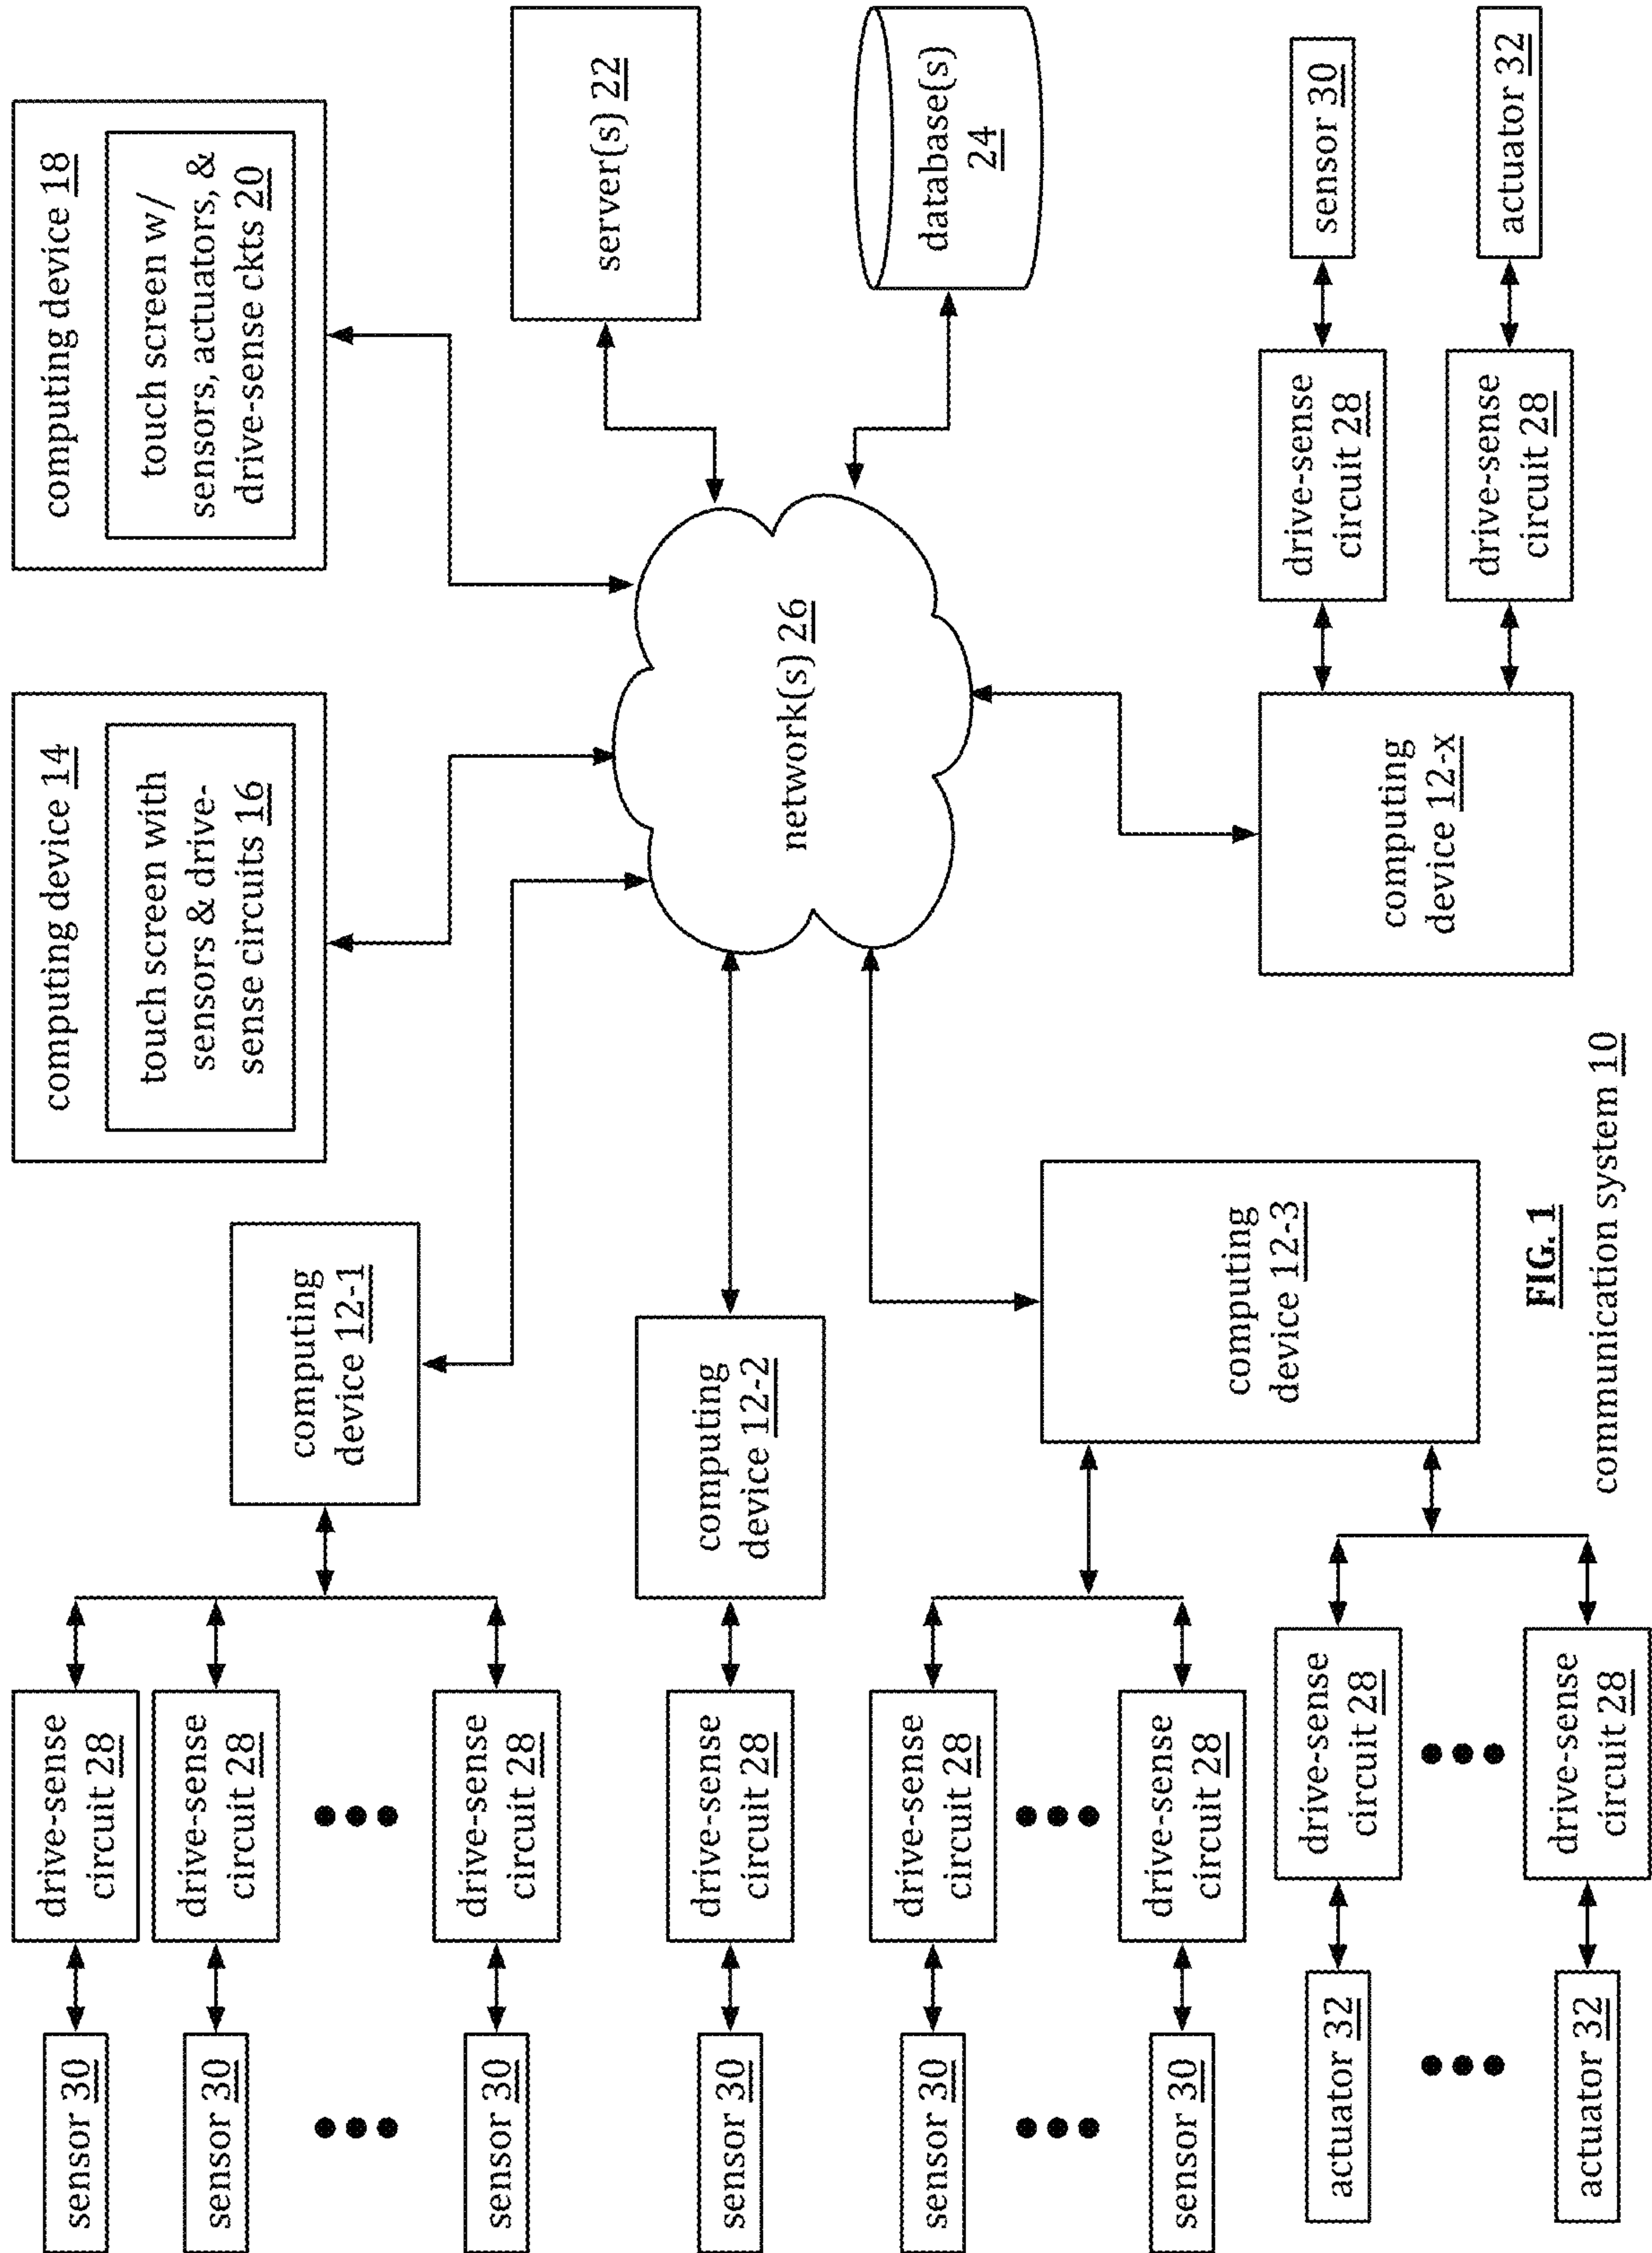 sensor 30
drive-sense
circuit 28
sensor 30
drive-sense
circuit 28
sensor 30
drive-sense
circuit 28
computing
device 12-1
computing device 14
touch screen with
sensors & drive-
sense circuits 16
computing device 18
touch screen w/
sensors, actuators, &
drive-sense ckts 20
sensor 30
drive-sense
circuit 28
computing
device 12-2
network(s) 26
server(s) 22
database(s)
24
sensor 30
drive-sense
circuit 28
sensor 30
drive-sense
circuit 28
computing
device 12-3
actuator 32
drive-sense
circuit 28
actuator 32
drive-sense
circuit 28
computing
device 12-x
drive-sense
circuit 28
sensor 30
drive-sense
circuit 28
actuator 32
FIG. 1
communication system 10